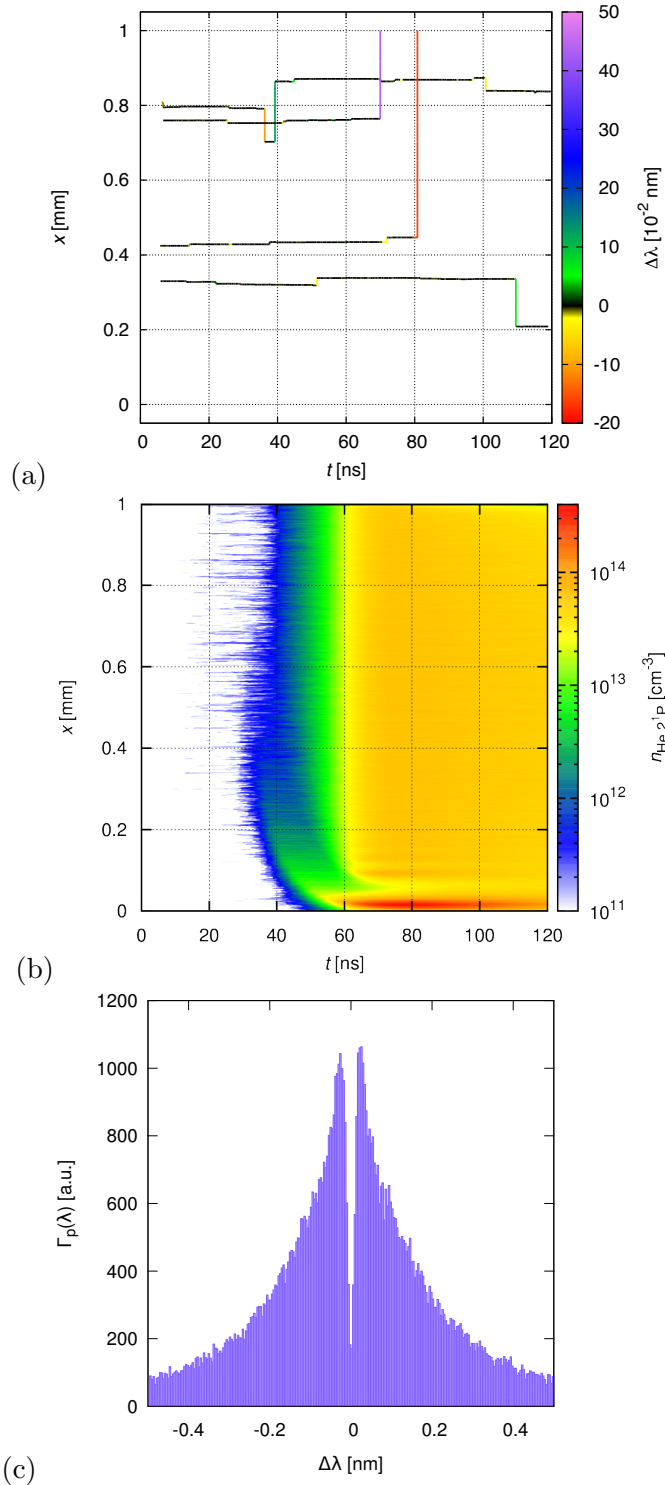 1
0.8
0.6
0.4
0.2
0
x [mm]
0 20 40 60 80 100 120
t [ns]
50
40
30
20
10
0
-10
-20
Δλ [10⁻² nm]
(a)
1
0.8
0.6
0.4
0.2
0
x [mm]
0 20 40 60 80 100 120
t [ns]
10¹⁴
10¹³
10¹²
10¹¹
n_He 2¹P [cm⁻³]
(b)
1200
1000
800
600
400
200
0
Γp(λ) [a.u.]
-0.4 -0.2 0 0.2 0.4
Δλ [nm]
(c)